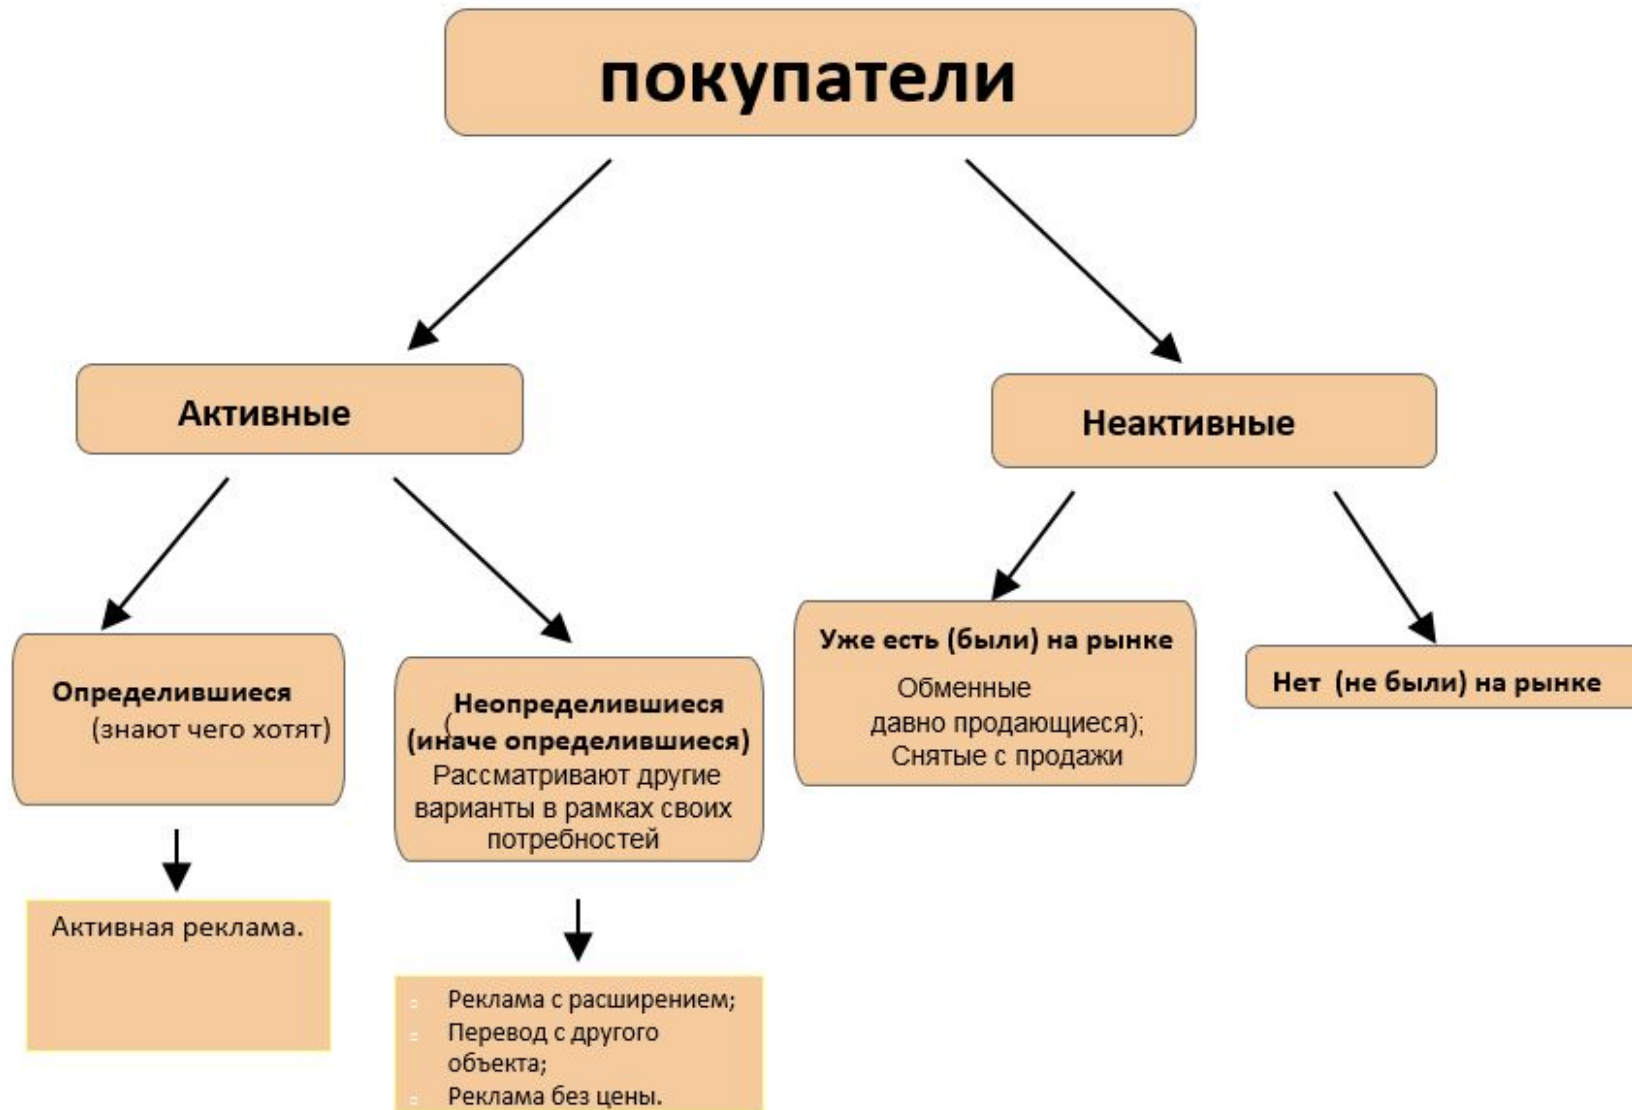 покупатели
Активные
Неактивные
Определившиеся
(знают чего хотят)
(
Неопределившиеся
(иначе определившиеся)
Рассматривают другие
варианты в рамках своих
потребностей
Уже есть (были) на рынке
Обменные
давно продающиеся);
Снятые с продажи
Нет (не были) на рынке
Активная реклама.
Реклама с расширением;
Перевод с другого
объекта;
Реклама без цены.